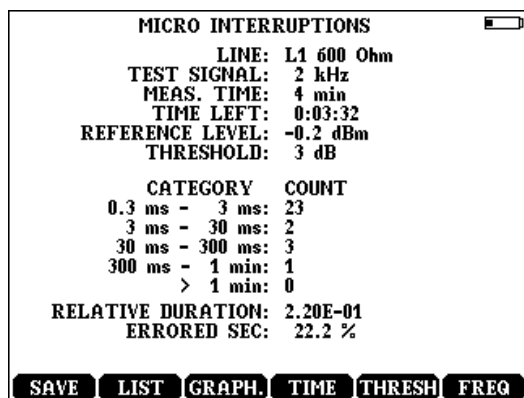 MICRO INTERRUPTIONS
LINE: L1 600 Ohm
TEST SIGNAL: 2 kHz
MEAS. TIME: 4 min
TIME LEFT: 0:03:32
REFERENCE LEVEL: -0.2 dBm
THRESHOLD: 3 dB
CATEGORY COUNT
0.3 ms - 3 ms: 23
3 ms - 30 ms: 2
30 ms - 300 ms: 3
300 ms - 1 min: 1
> 1 min: 0
RELATIVE DURATION: 2.20E-01
ERRORED SEC: 22.2 %
SAVE LIST GRAPH. TIME THRESH FREQ